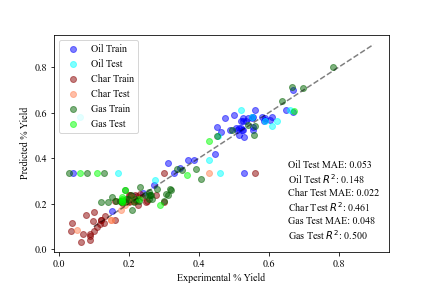 Oil Train
Oil Test
Char Train
Char Test
Gas Train
Gas Test
Oil Test MAE: 0.053
Oil Test R²: 0.148
Char Test MAE: 0.022
Char Test R²: 0.461
Gas Test MAE: 0.048
Gas Test R²: 0.500
Predicted % Yield
0.8
0.6
0.4
0.2
0.0
0.0 0.2 0.4 0.6 0.8
Experimental % Yield